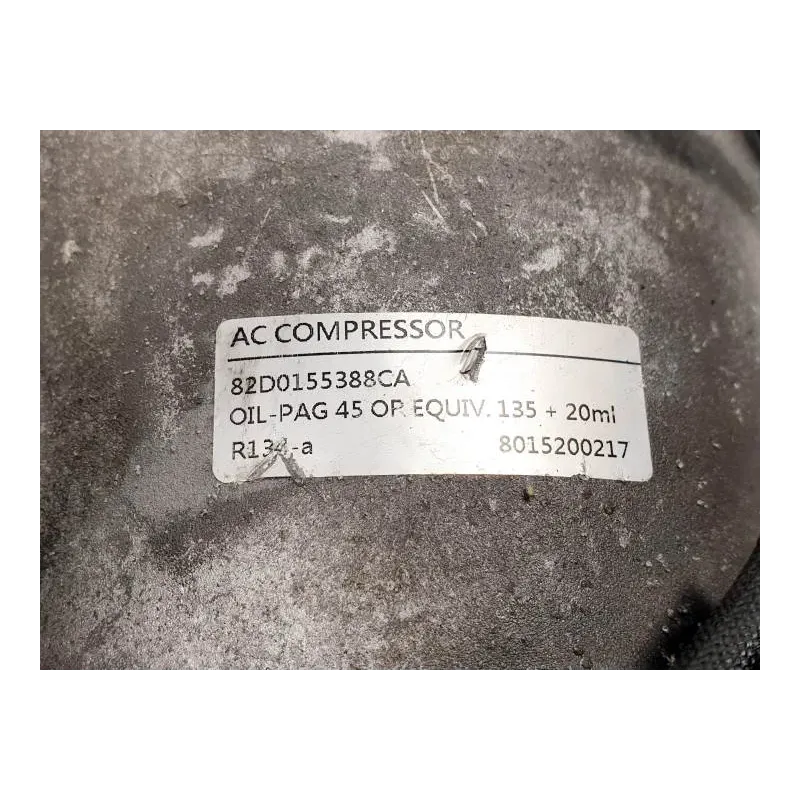 AC COMPRESSOR
82D0155388CA
OIL-PAG 45 OR EQUIV. 135 + 20ml
R134-a 8015200217